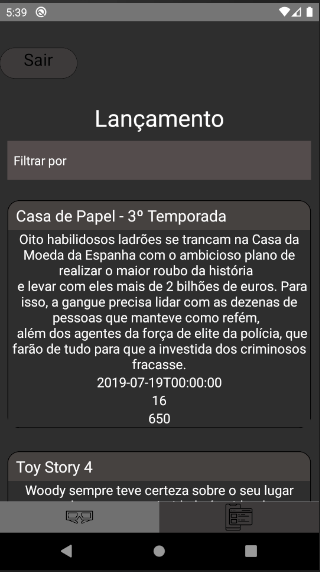 5:39
Sair
Lançamento
Filtrar por
Casa de Papel - 3º Temporada
Oito habilidosos ladrões se trancam na Casa da
Moeda da Espanha com o ambicioso plano de
realizar o maior roubo da história
e levar com eles mais de 2 bilhões de euros. Para
isso, a gangue precisa lidar com as dezenas de
pessoas que manteve como refém,
além dos agentes da força de elite da polícia, que
farão de tudo para que a investida dos criminosos
fracasse.
2019-07-19T00:00:00
16
650
Toy Story 4
Woody sempre teve certeza sobre o seu lugar